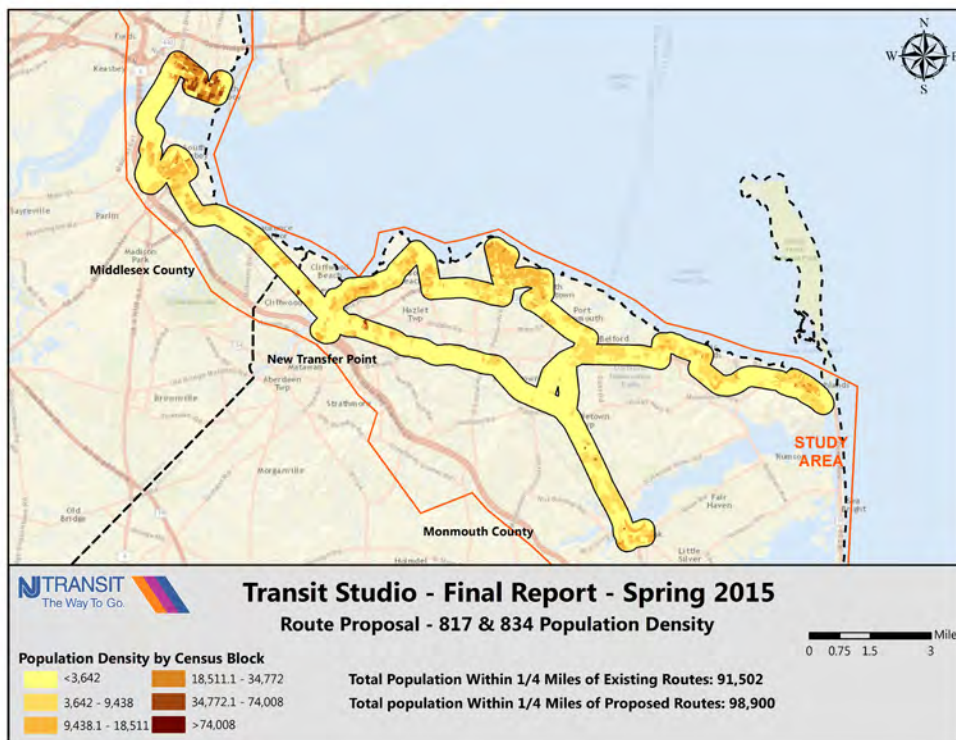 N
W
E
S
Fords
Keasbey
Sayreville
Parlin
Madison
Park
Middlesex County
Cliffwood
Beach
Cliffwood
Hazlet
Twp
Port
Belford
New Transfer Point
Matawan
Aberdeen
Twp
Strathmore
Browntown
Morganville
Old
Bridge
Monmouth County
Fair
Haven
Little
Silver
STUDY
AREA
NJ TRANSIT
The Way To Go.
Transit Studio - Final Report - Spring 2015
Route Proposal - 817 & 834 Population Density
Miles
0 0.75 1.5 3
Population Density by Census Block
<3,642
3,642 - 9,438
9,438.1 - 18,511
18,511.1 - 34,772
34,772.1 - 74,008
>74,008
Total Population Within 1/4 Miles of Existing Routes: 91,502
Total population Within 1/4 Miles of Proposed Routes: 98,900